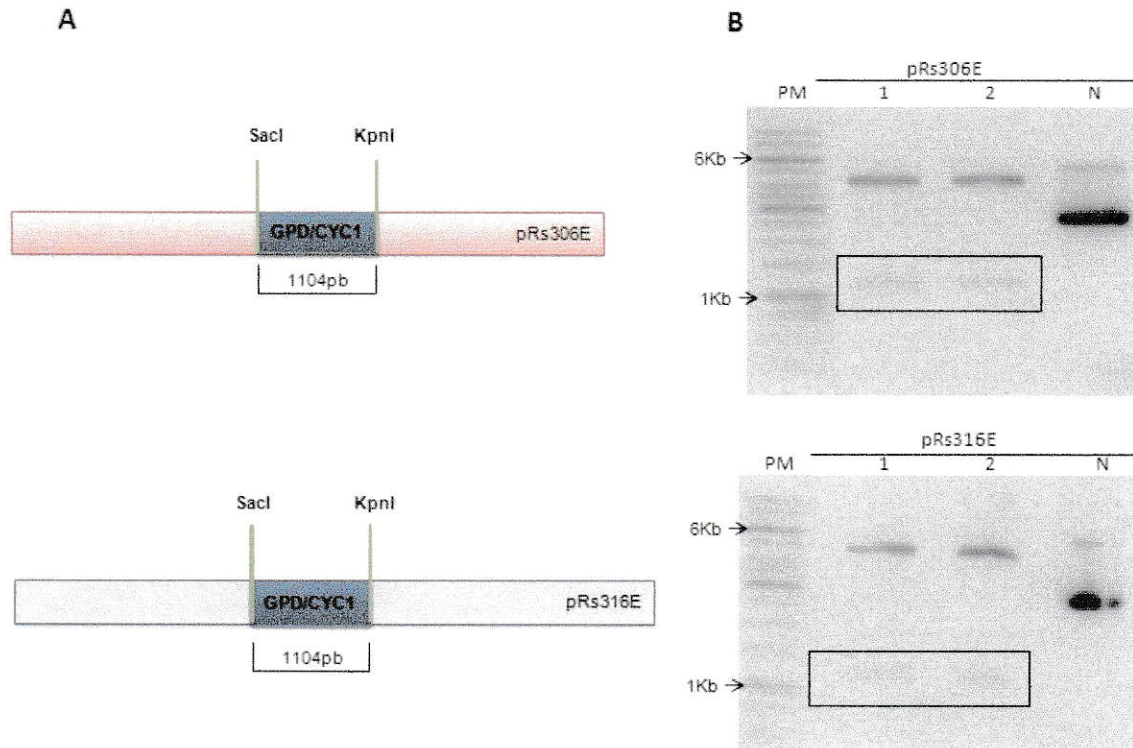 A
SacI
KpnI
GPD/CYC1
pRs306E
1104pb
SacI
KpnI
GPD/CYC1
pRs316E
1104pb
B
pRs306E
PM 1 2 N
6Kb
1Kb
pRs316E
PM 1 2 N
6Kb
1Kb